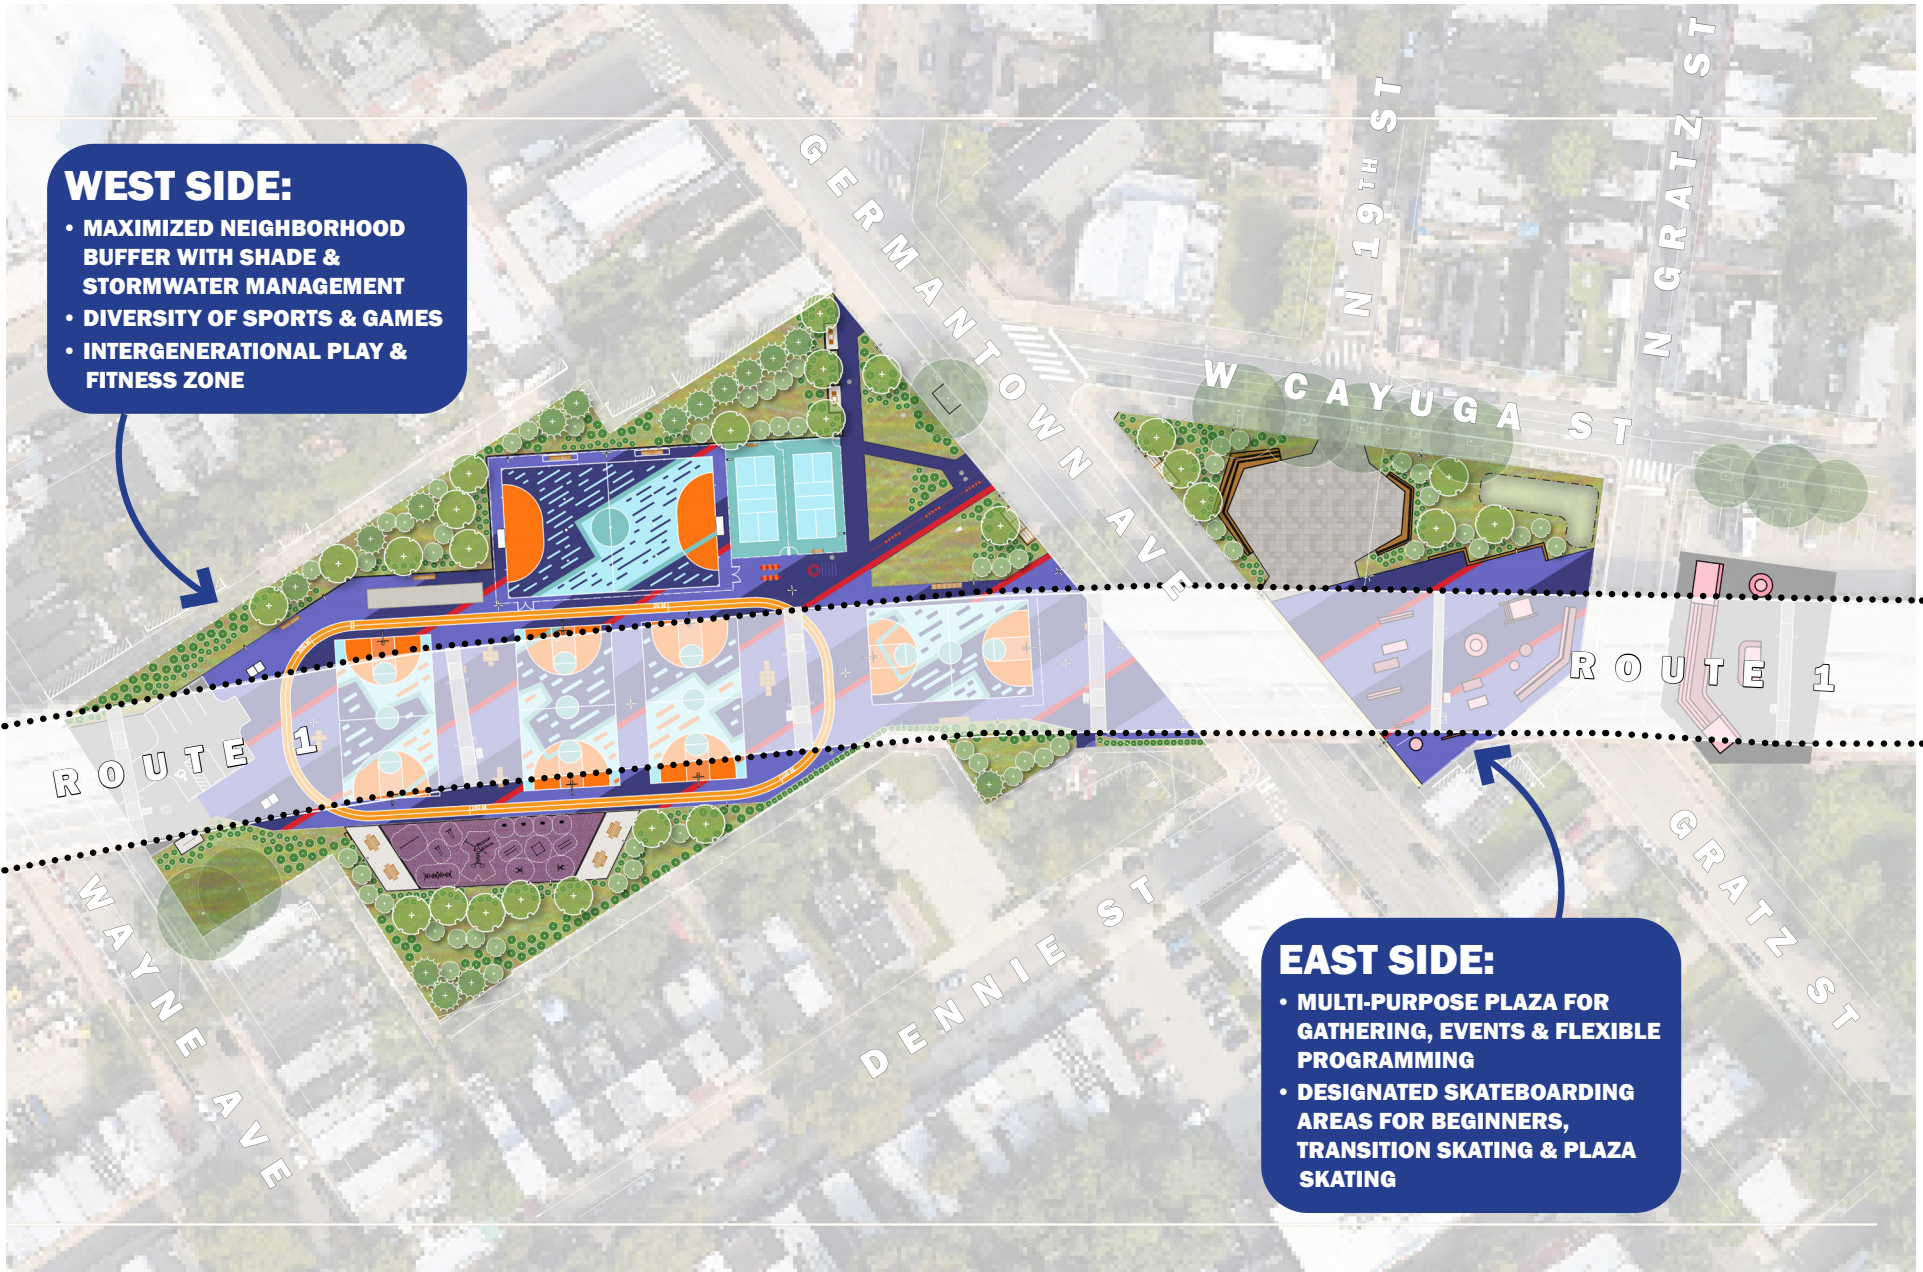 WEST SIDE:
• MAXIMIZED NEIGHBORHOOD
BUFFER WITH SHADE &
STORMWATER MANAGEMENT
• DIVERSITY OF SPORTS & GAMES
• INTERGENERATIONAL PLAY &
FITNESS ZONE
GERMANTOWN AVE
N 19TH ST
N GRATZ ST
W CAYUGA ST
ROUTE 1
ROUTE 1
WAYNE AVE
DENNIE ST
GRATZ ST
EAST SIDE:
• MULTI-PURPOSE PLAZA FOR
GATHERING, EVENTS & FLEXIBLE
PROGRAMMING
• DESIGNATED SKATEBOARDING
AREAS FOR BEGINNERS,
TRANSITION SKATING & PLAZA
SKATING